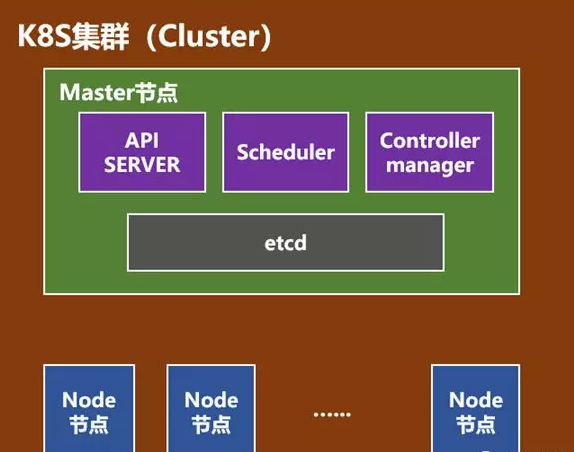 K8S集群（Cluster）
Master节点
API
SERVER
Scheduler
Controller
manager
etcd
Node
节点
Node
节点
······
Node
节点